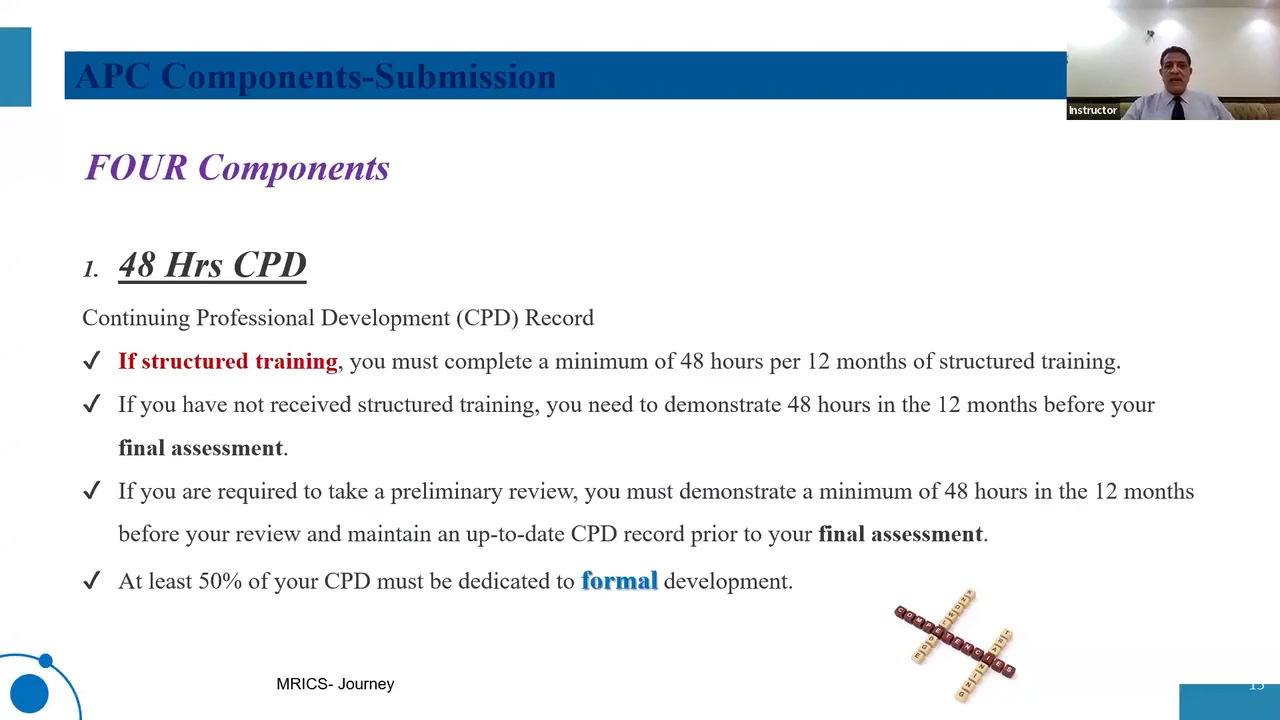 APC Components-Submission
Instructor
FOUR Components
1. 48 Hrs CPD
Continuing Professional Development (CPD) Record
✓ If structured training, you must complete a minimum of 48 hours per 12 months of structured training.
✓ If you have not received structured training, you need to demonstrate 48 hours in the 12 months before your
final assessment.
✓ If you are required to take a preliminary review, you must demonstrate a minimum of 48 hours in the 12 months
before your review and maintain an up-to-date CPD record prior to your final assessment.
✓ At least 50% of your CPD must be dedicated to formal development.
COMPETENCIES
MRICS- Journey